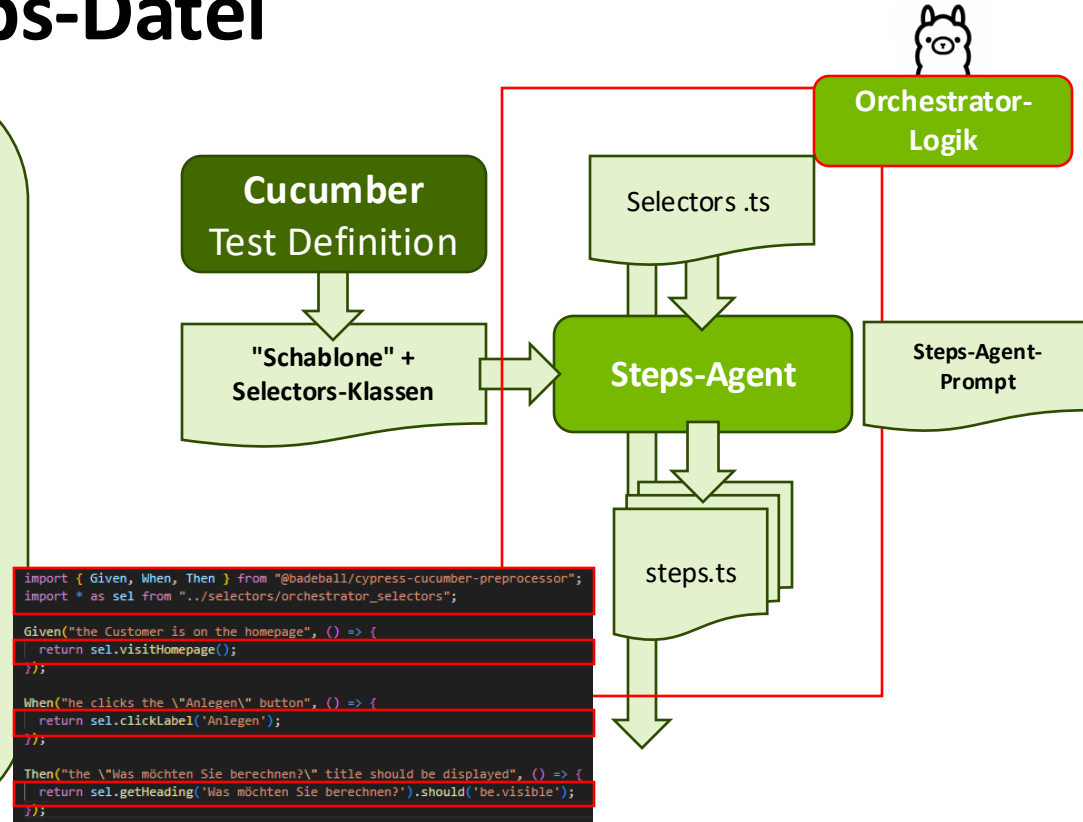 ps-Datei
Orchestrator-
Logik
Cucumber
Test Definition
Selectors .ts
"Schablone" +
Selectors-Klassen
Steps-Agent
Steps-Agent-
Prompt
steps.ts
import { Given, When, Then } from "@badeball/cypress-cucumber-preprocessor";
import * as sel from "../selectors/orchestrator_selectors";
Given("the Customer is on the homepage", () => {
return sel.visitHomepage();
});
When("he clicks the \"Anlegen\" button", () => {
return sel.clickLabel('Anlegen');
});
Then("the \"Was möchten Sie berechnen?\" title should be displayed", () => {
return sel.getHeading('Was möchten Sie berechnen?').should('be.visible');
});